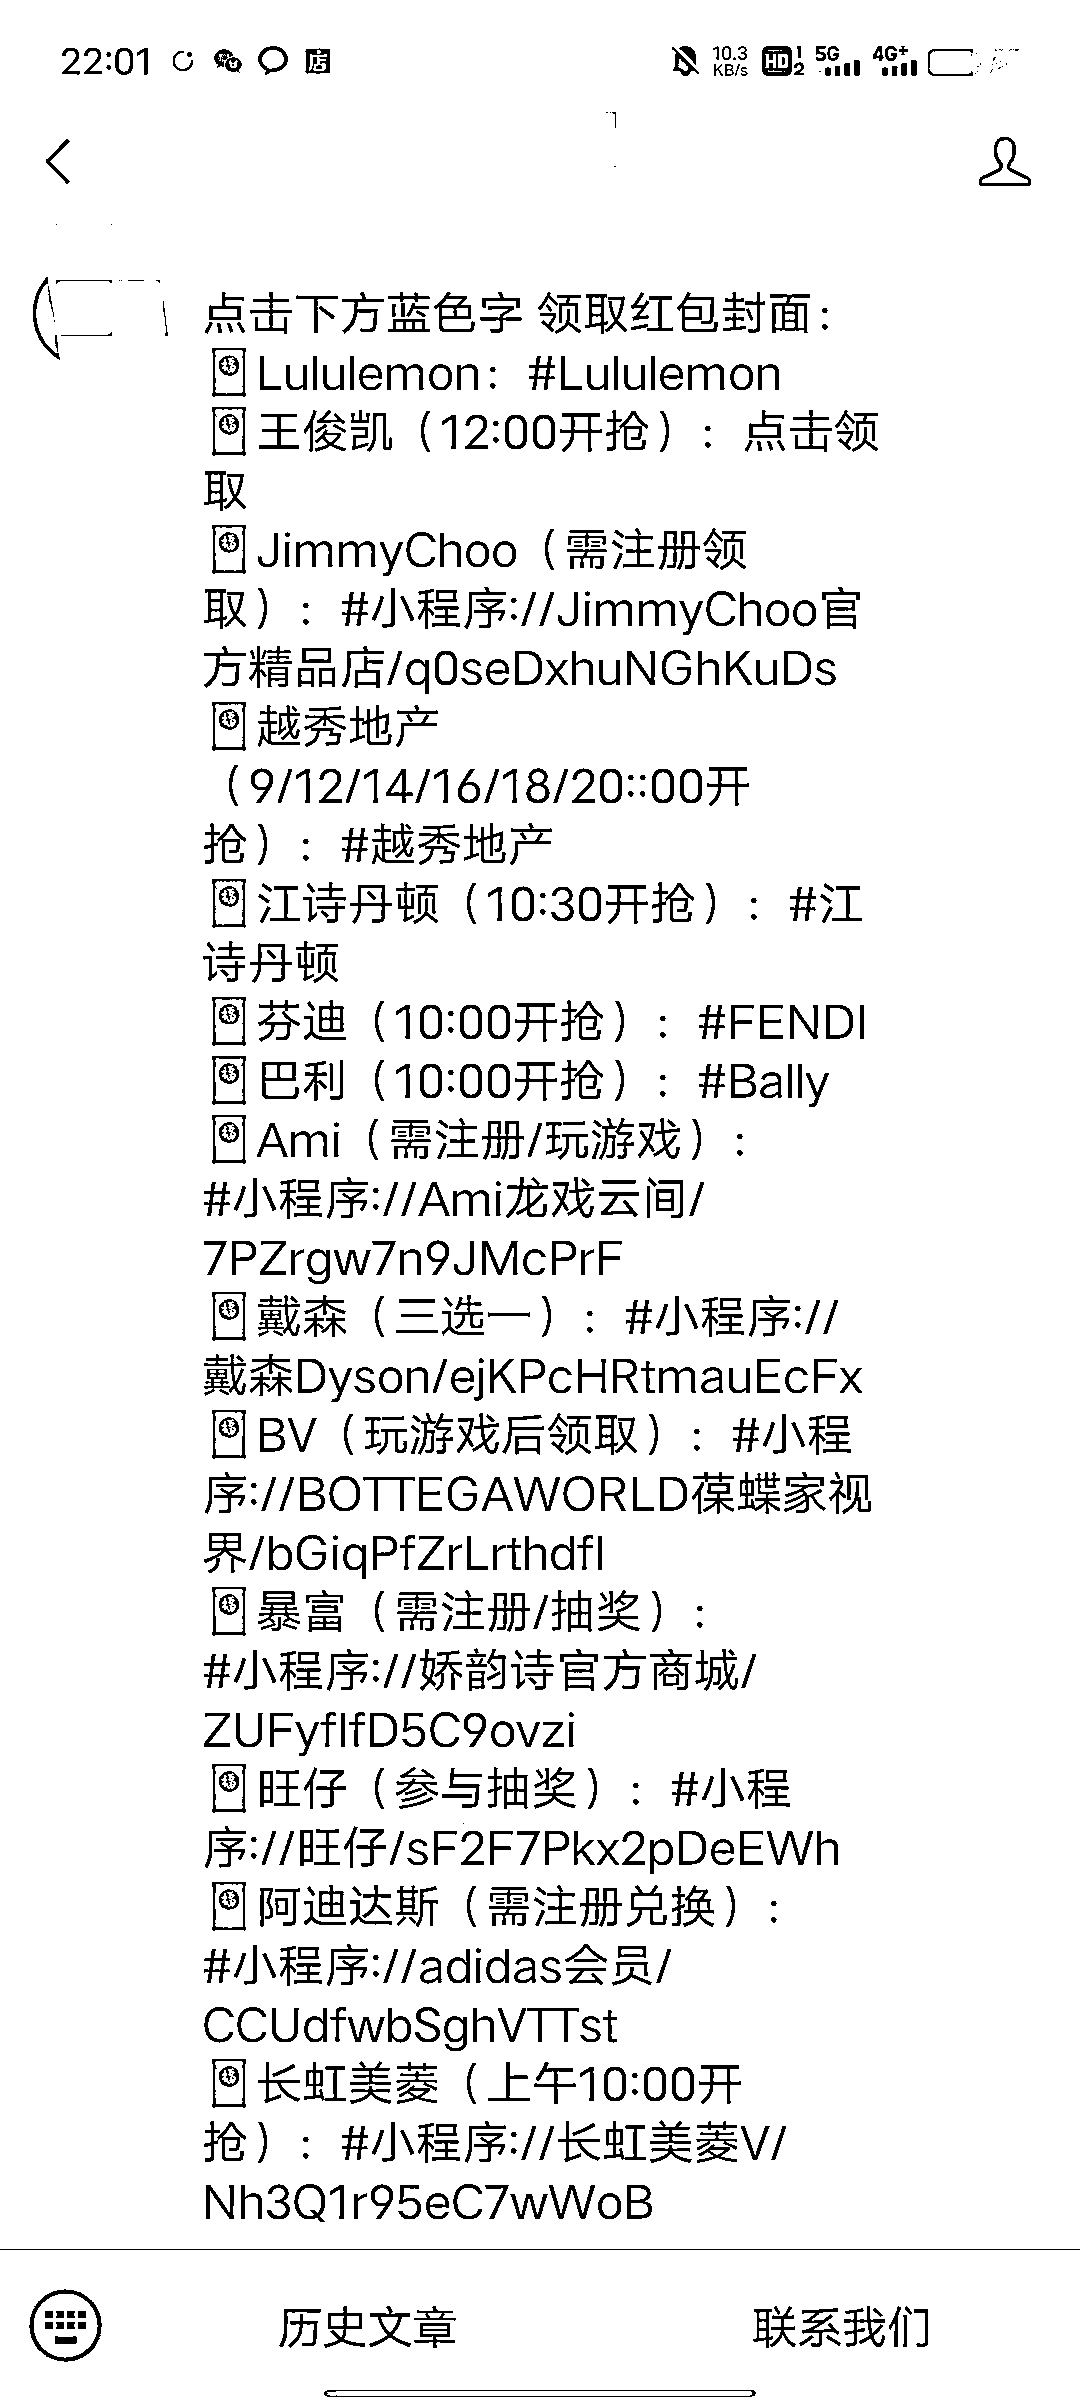 22:01 店 10.3 KB/s HD 1 2 5G 4G+
点击下方蓝色字 领取红包封面：
🧧Lululemon：#Lululemon
🧧王俊凯（12:00开抢）：点击领
取
🧧JimmyChoo（需注册领
取）：#小程序://JimmyChoo官
方精品店/q0seDxhuNGhKuDs
🧧越秀地产
（9/12/14/16/18/20::00开
抢）：#越秀地产
🧧江诗丹顿（10:30开抢）：#江
诗丹顿
🧧芬迪（10:00开抢）：#FENDI
🧧巴利（10:00开抢）：#Bally
🧧Ami（需注册/玩游戏）：
#小程序://Ami龙戏云间/
7PZrgw7n9JMcPrF
🧧戴森（三选一）：#小程序://
戴森Dyson/ejKPcHRtmauEcFx
🧧BV（玩游戏后领取）：#小程
序://BOTTEGAWORLD葆蝶家视
界/bGiqPfZrLrthdfI
🧧暴富（需注册/抽奖）：
#小程序://娇韵诗官方商城/
ZUFyfIfD5C9ovzi
🧧旺仔（参与抽奖）：#小程
序://旺仔/sF2F7Pkx2pDeEWh
🧧阿迪达斯（需注册兑换）：
#小程序://adidas会员/
CCUdfwbSghVTTst
🧧长虹美菱（上午10:00开
抢）：#小程序://长虹美菱V/
Nh3Q1r95eC7wWoB
历史文章 联系我们